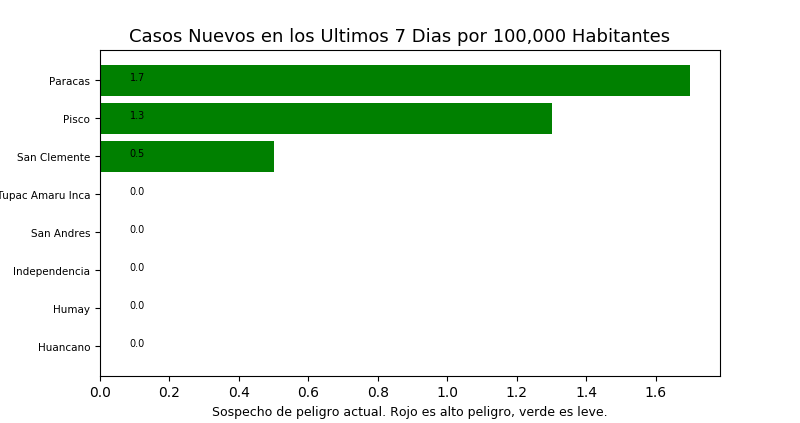 Casos Nuevos en los Ultimos 7 Dias por 100,000 Habitantes
Paracas 1.7
Pisco 1.3
San Clemente 0.5
Tupac Amaru Inca 0.0
San Andres 0.0
Independencia 0.0
Humay 0.0
Huancano 0.0
0.0 0.2 0.4 0.6 0.8 1.0 1.2 1.4 1.6
Sospecho de peligro actual. Rojo es alto peligro, verde es leve.